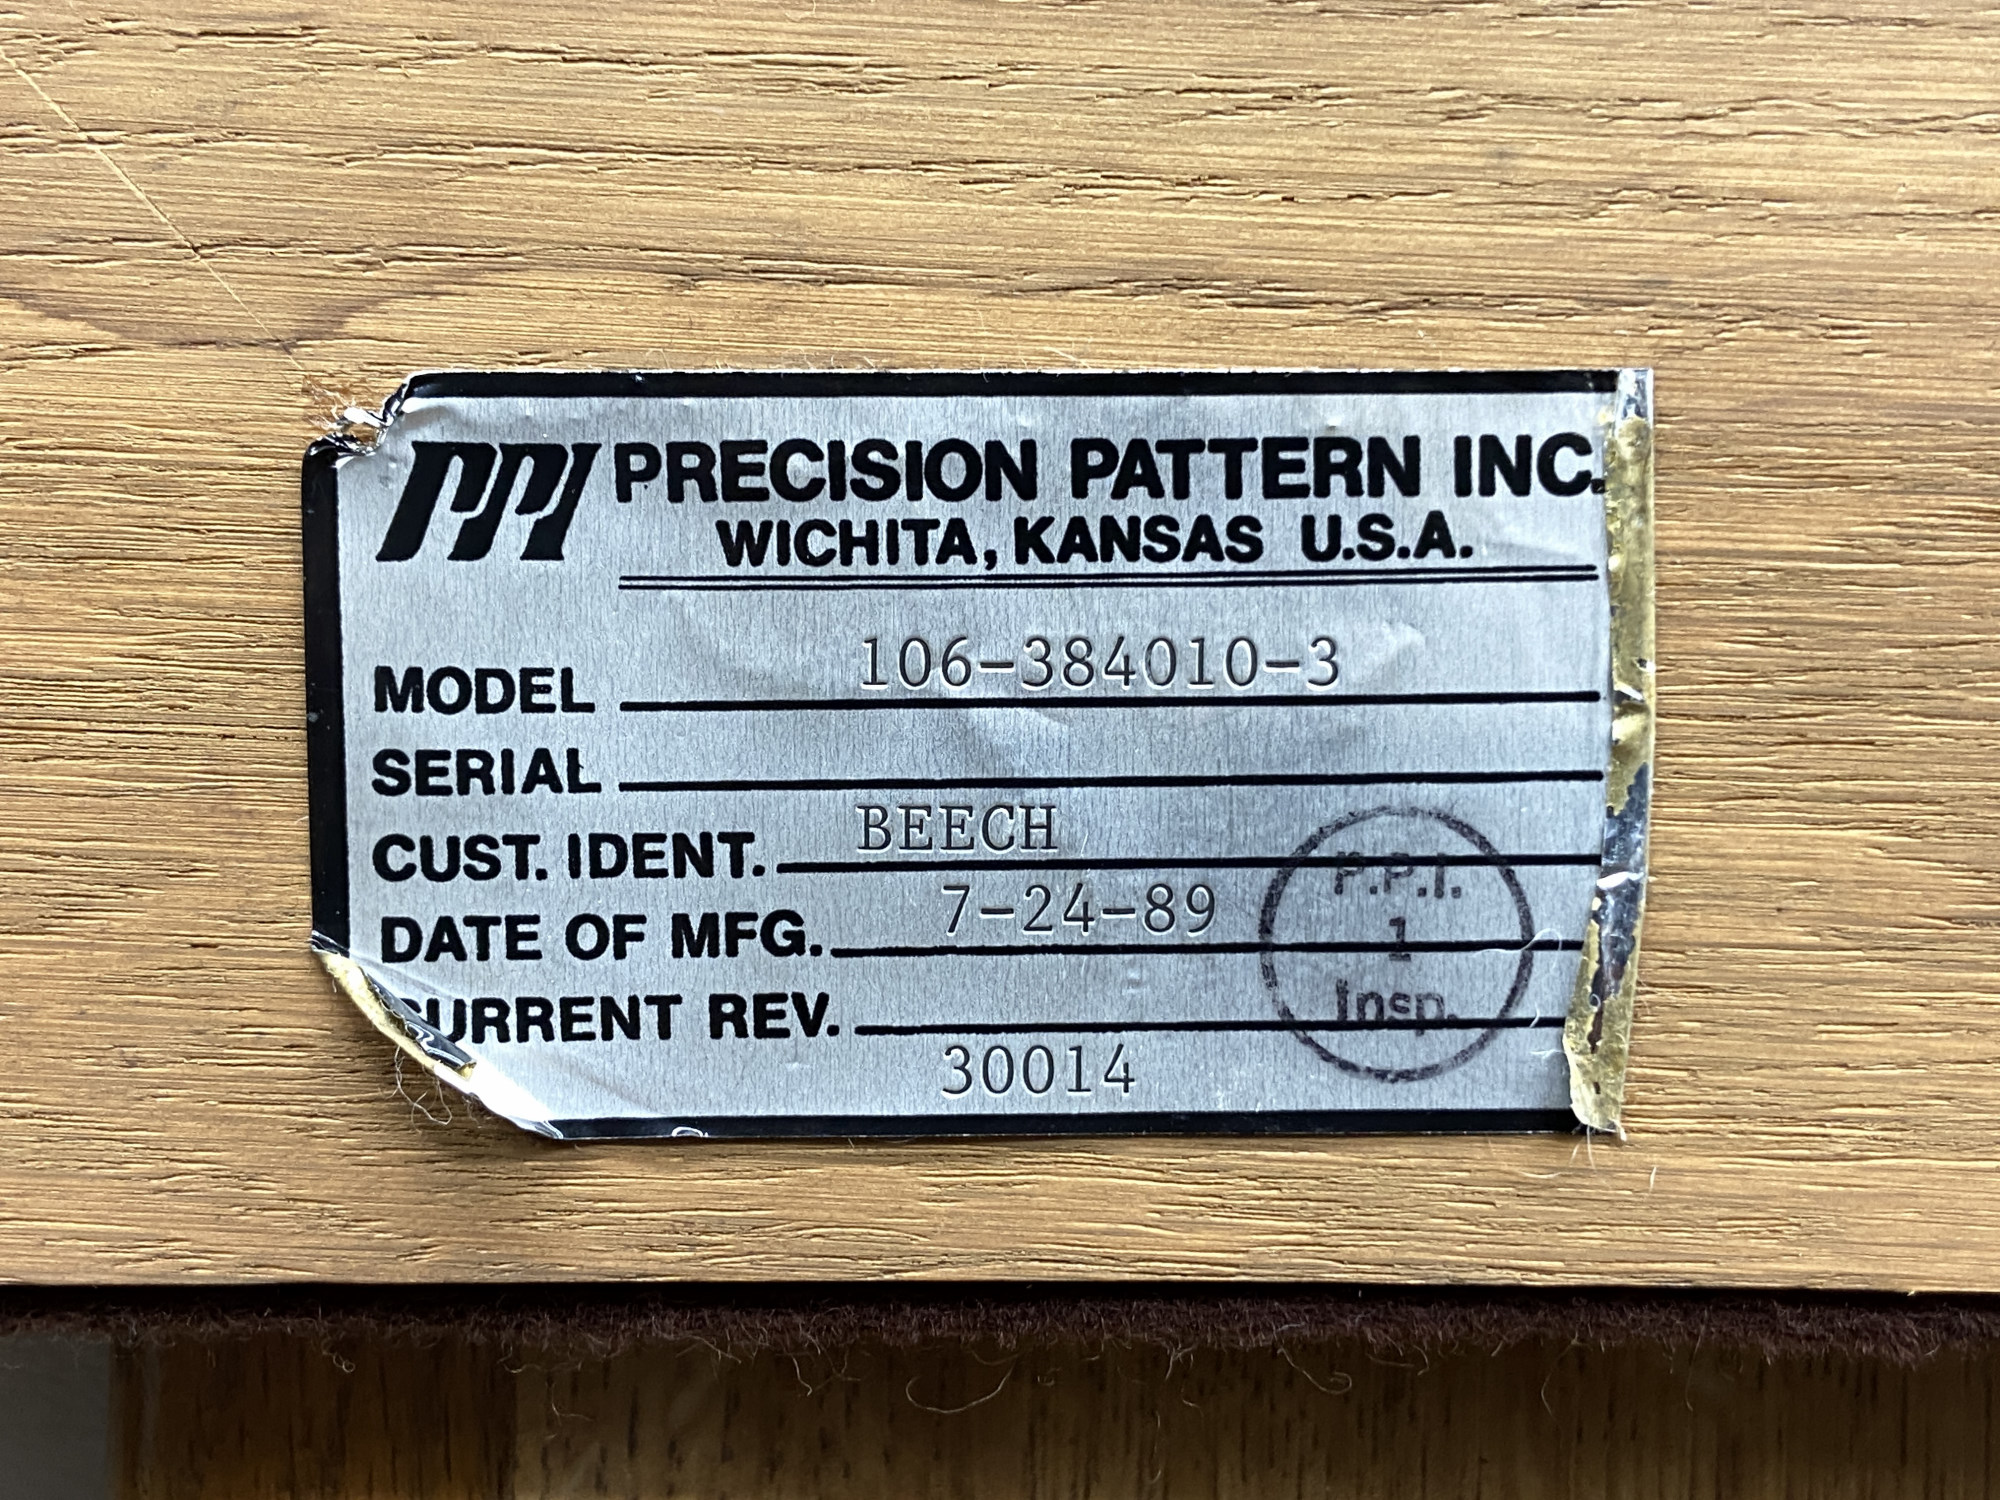 PPI PRECISION PATTERN INC.
WICHITA, KANSAS U.S.A.
MODEL 106-384010-3
SERIAL
CUST. IDENT. BEECH
DATE OF MFG. 7-24-89
CURRENT REV.
30014
P.P.I.
1
Insp.